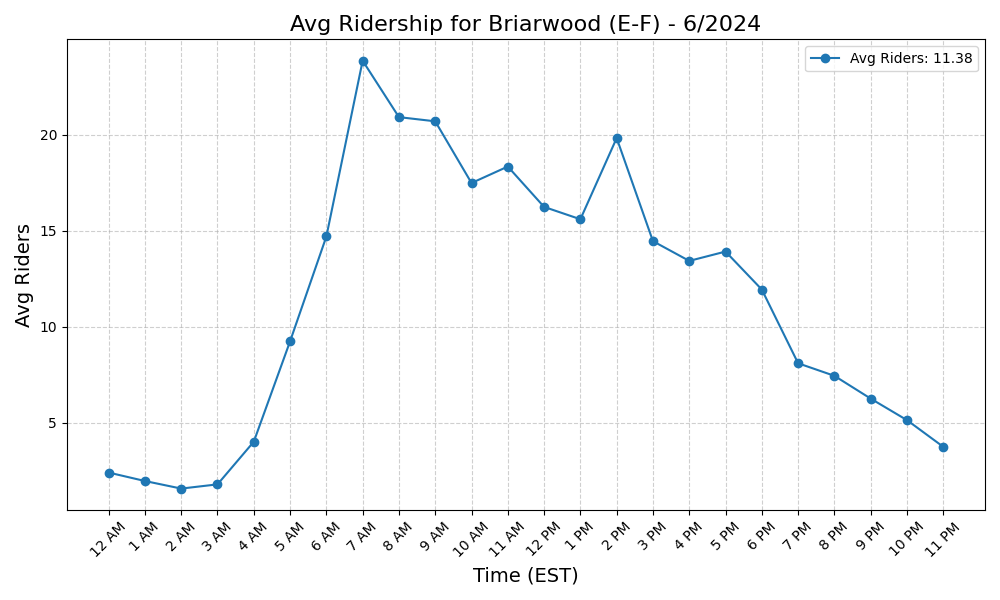 Avg Ridership for Briarwood (E-F) - 6/2024
Avg Riders: 11.38
Avg Riders
20
15
10
5
12 AM
1 AM
2 AM
3 AM
4 AM
5 AM
6 AM
7 AM
8 AM
9 AM
10 AM
11 AM
12 PM
1 PM
2 PM
3 PM
4 PM
5 PM
6 PM
7 PM
8 PM
9 PM
10 PM
11 PM
Time (EST)